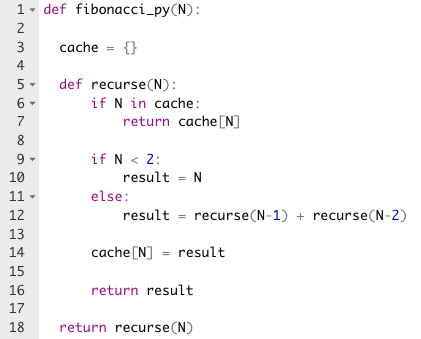 1 def fibonacci_py(N):
2
3   cache = {}
4
5   def recurse(N):
6       if N in cache:
7           return cache[N]
8
9       if N < 2:
10           result = N
11       else:
12           result = recurse(N-1) + recurse(N-2)
13
14       cache[N] = result
15
16       return result
17
18   return recurse(N)